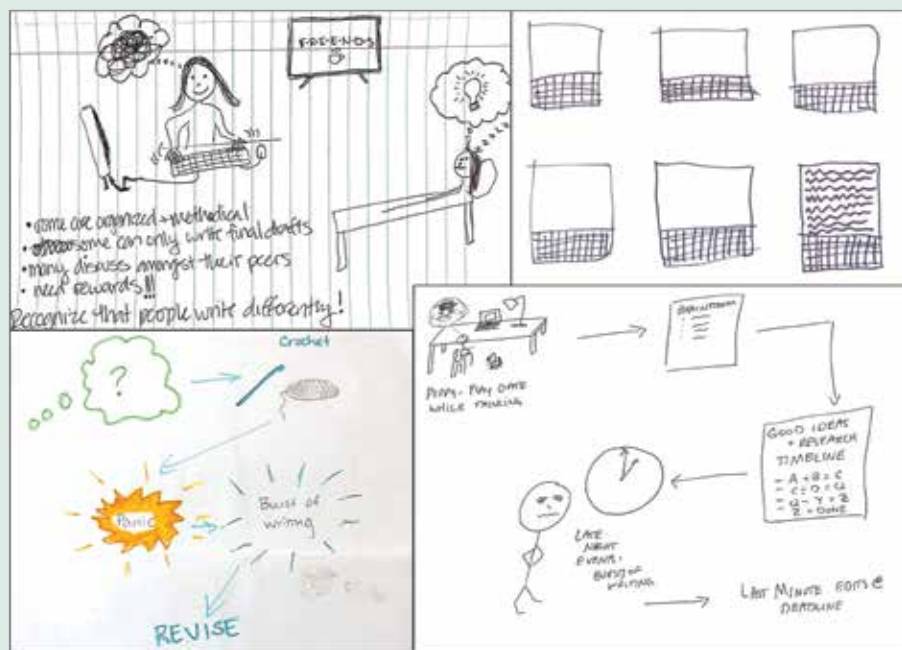 F·R·I·E·N·D·S
• some are organized + methodical
• some can only write final drafts
• many discuss amongst their peers
• need rewards!!!
Recognize that people write differently!
?
Crochet
Panic
Burst of
writing
REVISE
PUPPY - PLAY DATE
WHILE THINKING
BRAINSTORM
GOOD IDEAS
+ RESEARCH
TIMELINE
- A + B = C
- C = D = Q
- Q - Y = Z
- Z = DONE
LATE
NIGHT
EVENT:
BURST OF
WRITING
LAST MINUTE EDITS @
DEADLINE